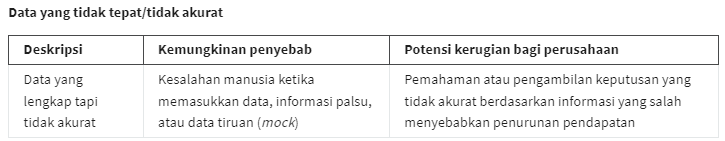 Data yang tidak tepat/tidak akurat
Deskripsi
Kemungkinan penyebab
Potensi kerugian bagi perusahaan
Data yang
lengkap tapi
tidak akurat
Kesalahan manusia ketika
memasukkan data, informasi palsu,
atau data tiruan (mock)
Pemahaman atau pengambilan keputusan yang
tidak akurat berdasarkan informasi yang salah
menyebabkan penurunan pendapatan